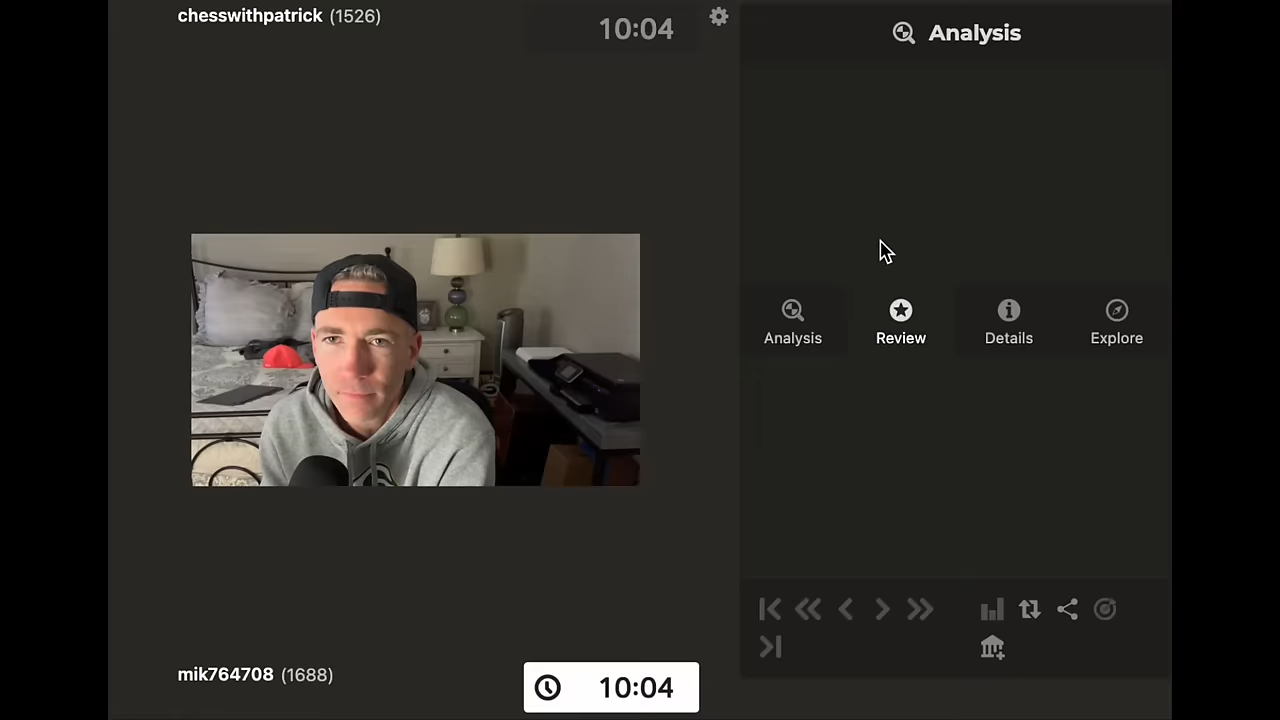 chesswithpatrick (1526)
10:04
Analysis
Analysis
Review
Details
Explore
mik764708 (1688)
10:04